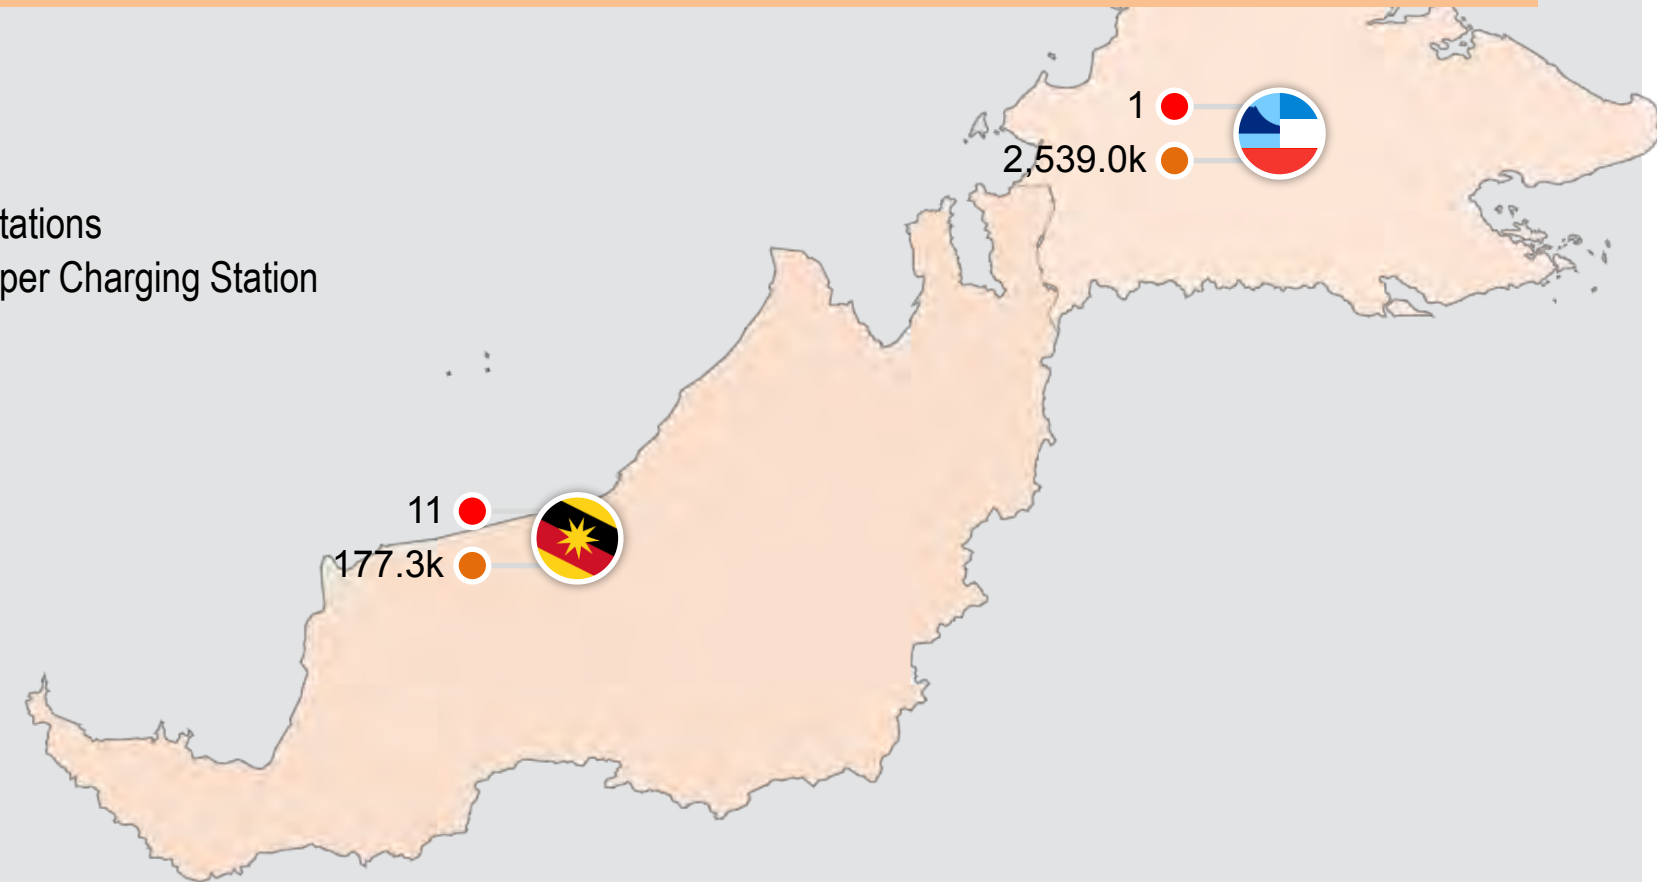 1
2,539.0k
tations
per Charging Station
11
177.3k